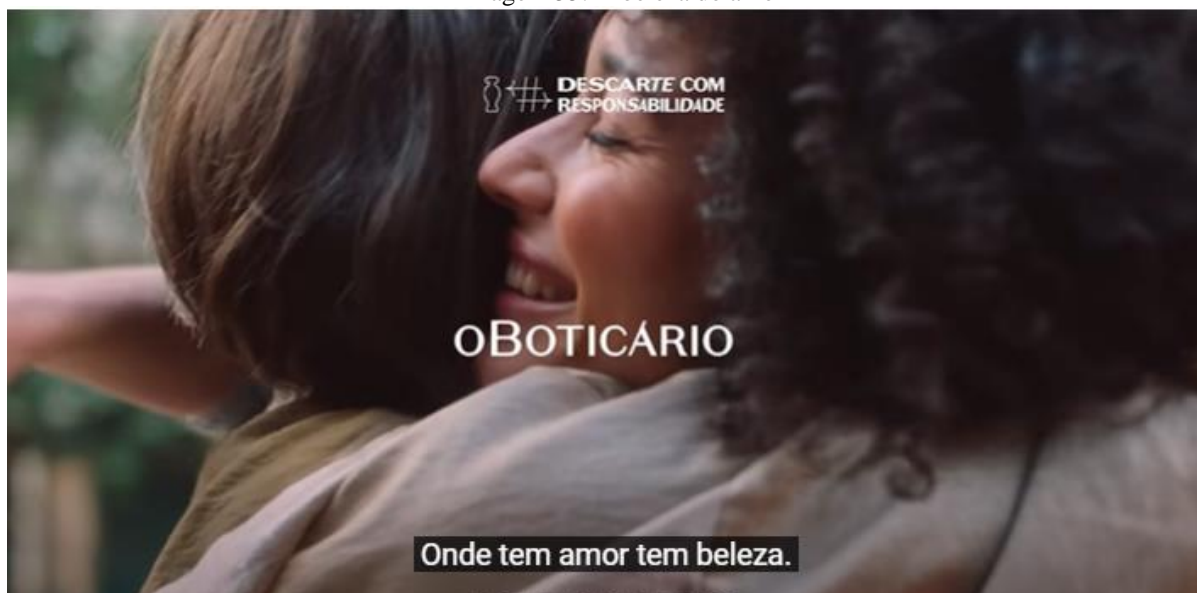 DESCARTE COM
RESPONSABILIDADE
OBOTICÁRIO
Onde tem amor tem beleza.